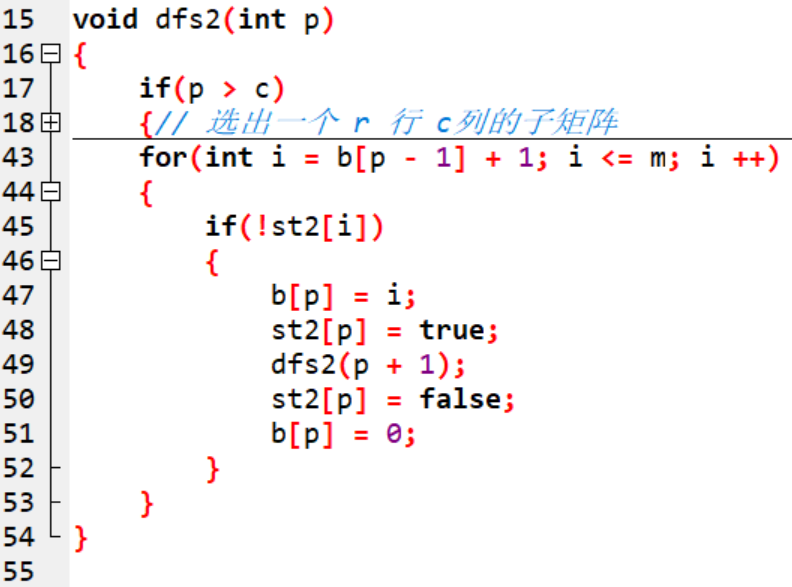 15 void dfs2(int p)
16 {
17 if(p > c)
18 {// 选出一个 r 行 c列的子矩阵
43 for(int i = b[p - 1] + 1; i <= m; i ++)
44 {
45 if(!st2[i])
46 {
47 b[p] = i;
48 st2[p] = true;
49 dfs2(p + 1);
50 st2[p] = false;
51 b[p] = 0;
52 }
53 }
54 }
55